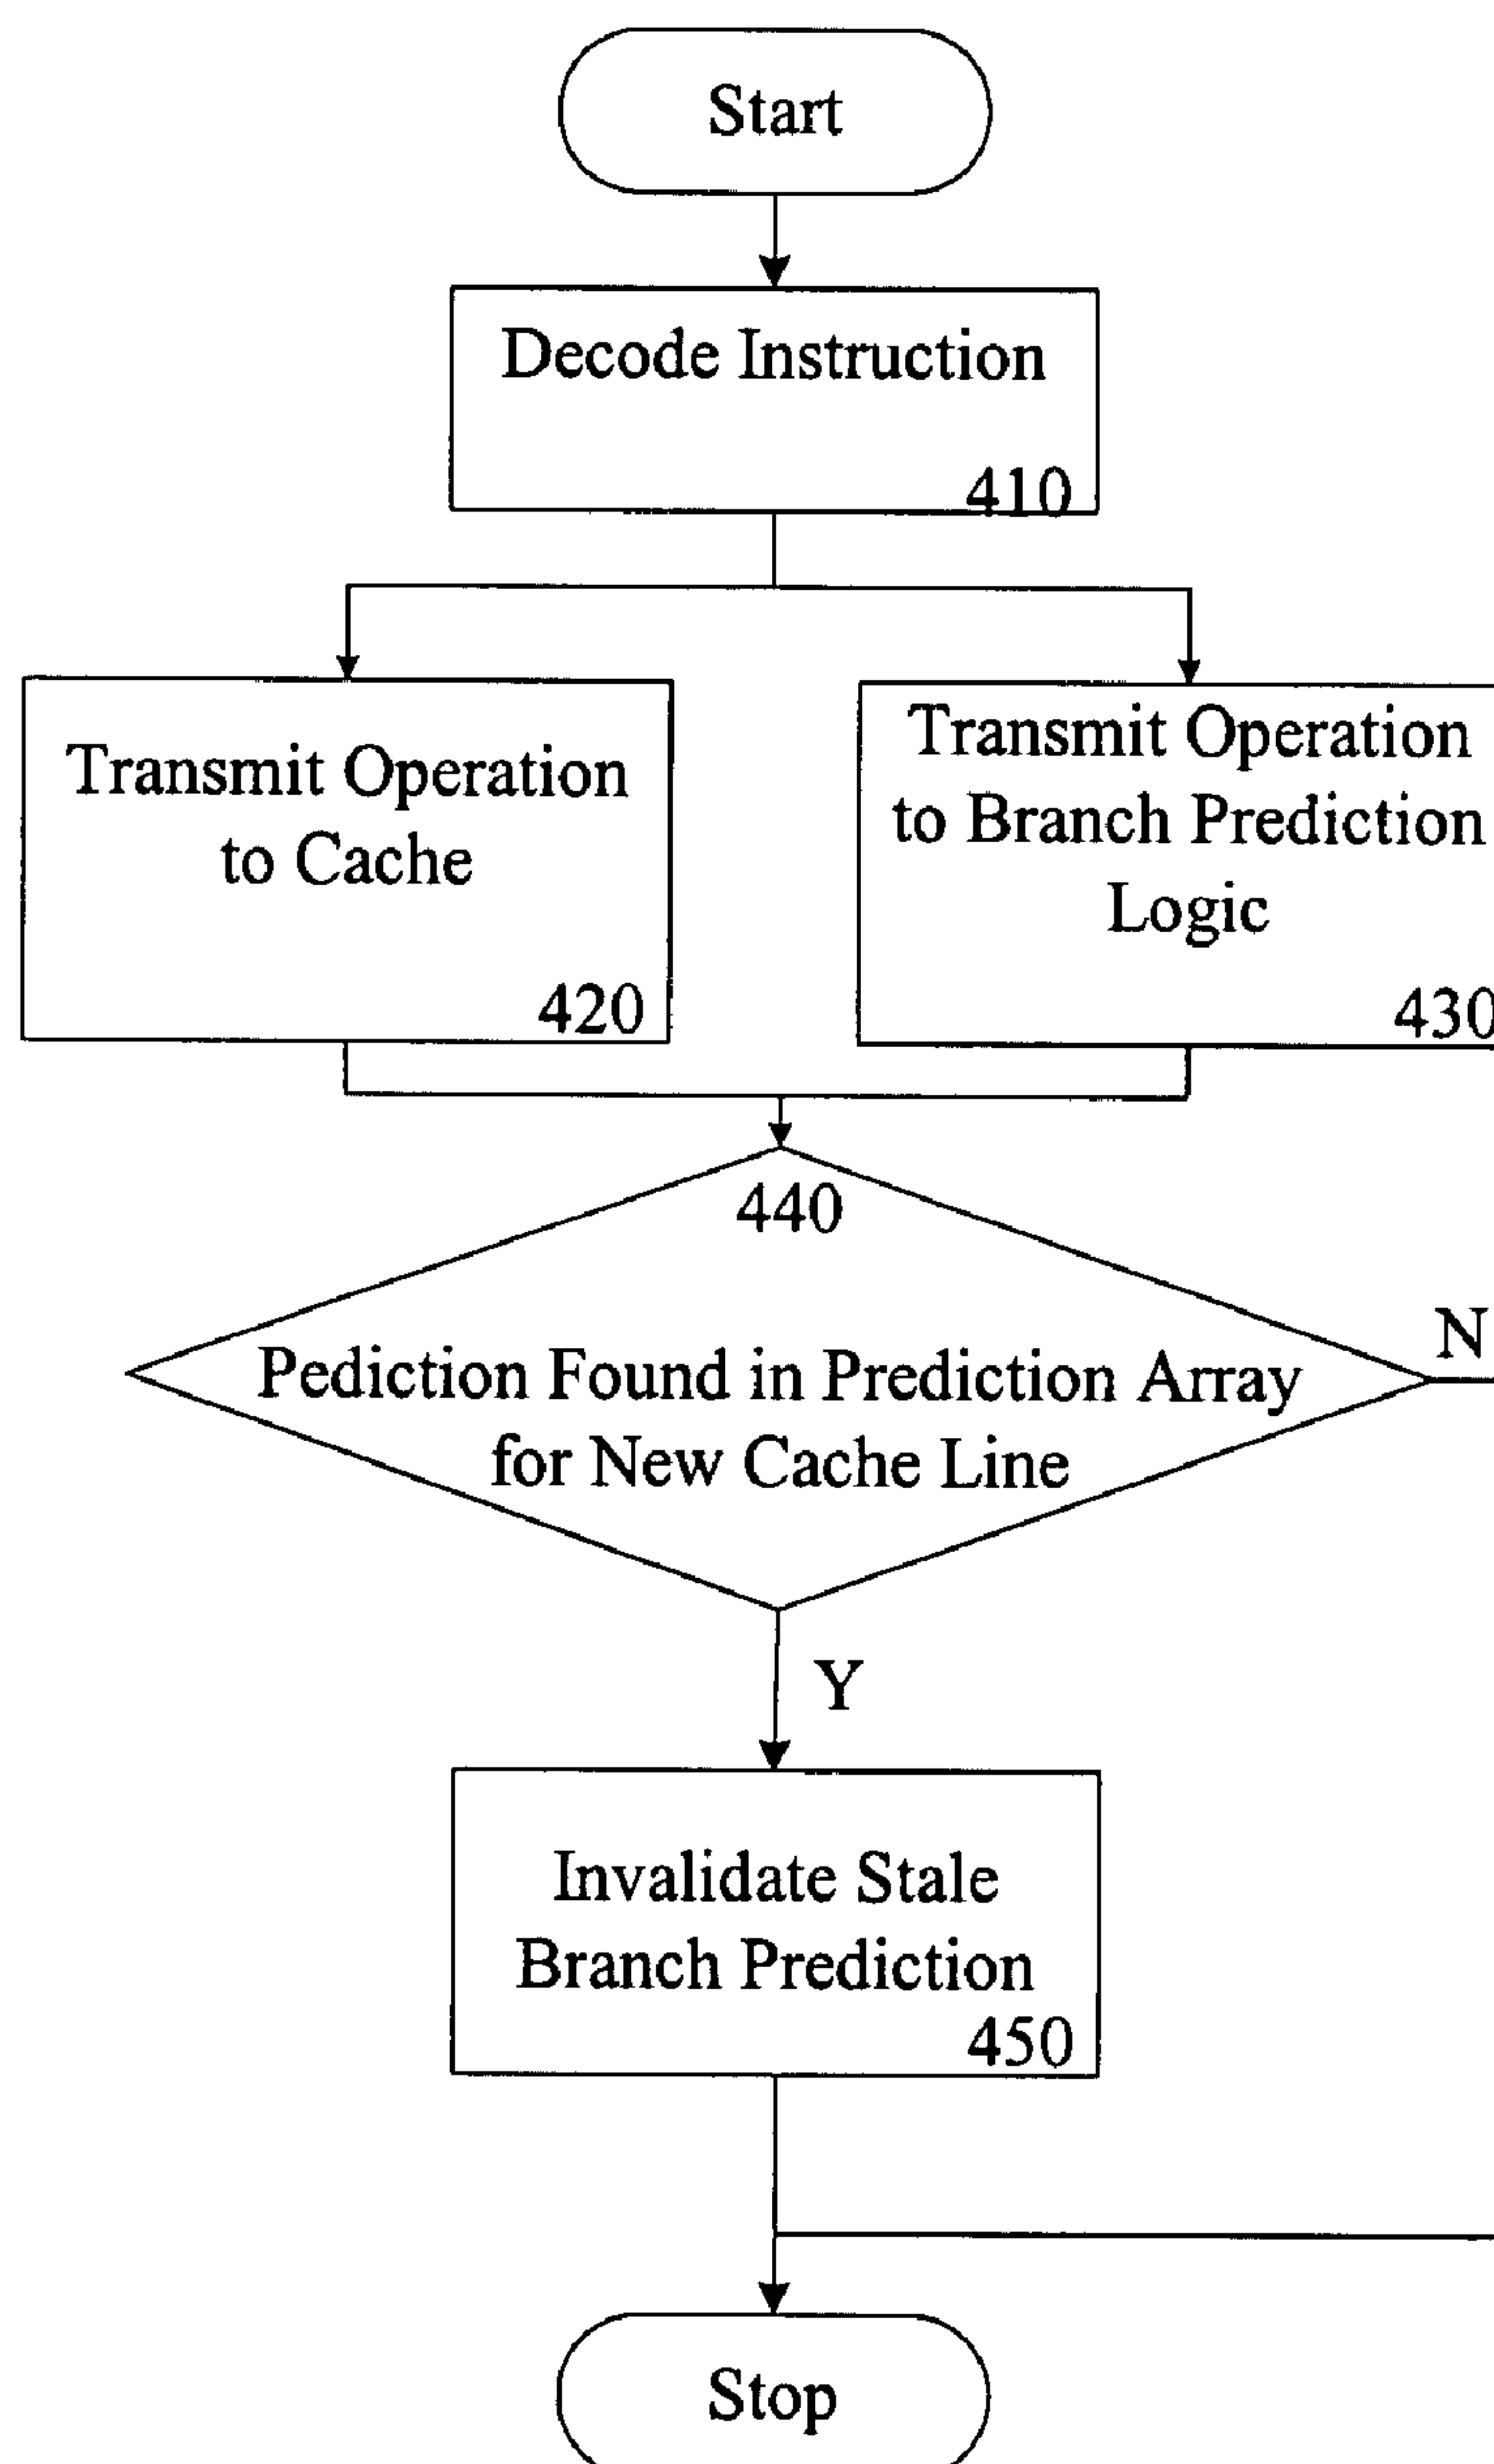 Start
Decode Instruction
410
Transmit Operation
to Cache
420
Transmit Operation
to Branch Prediction
Logic
430
440
Pediction Found in Prediction Array
for New Cache Line
N
Y
Invalidate Stale
Branch Prediction
450
Stop